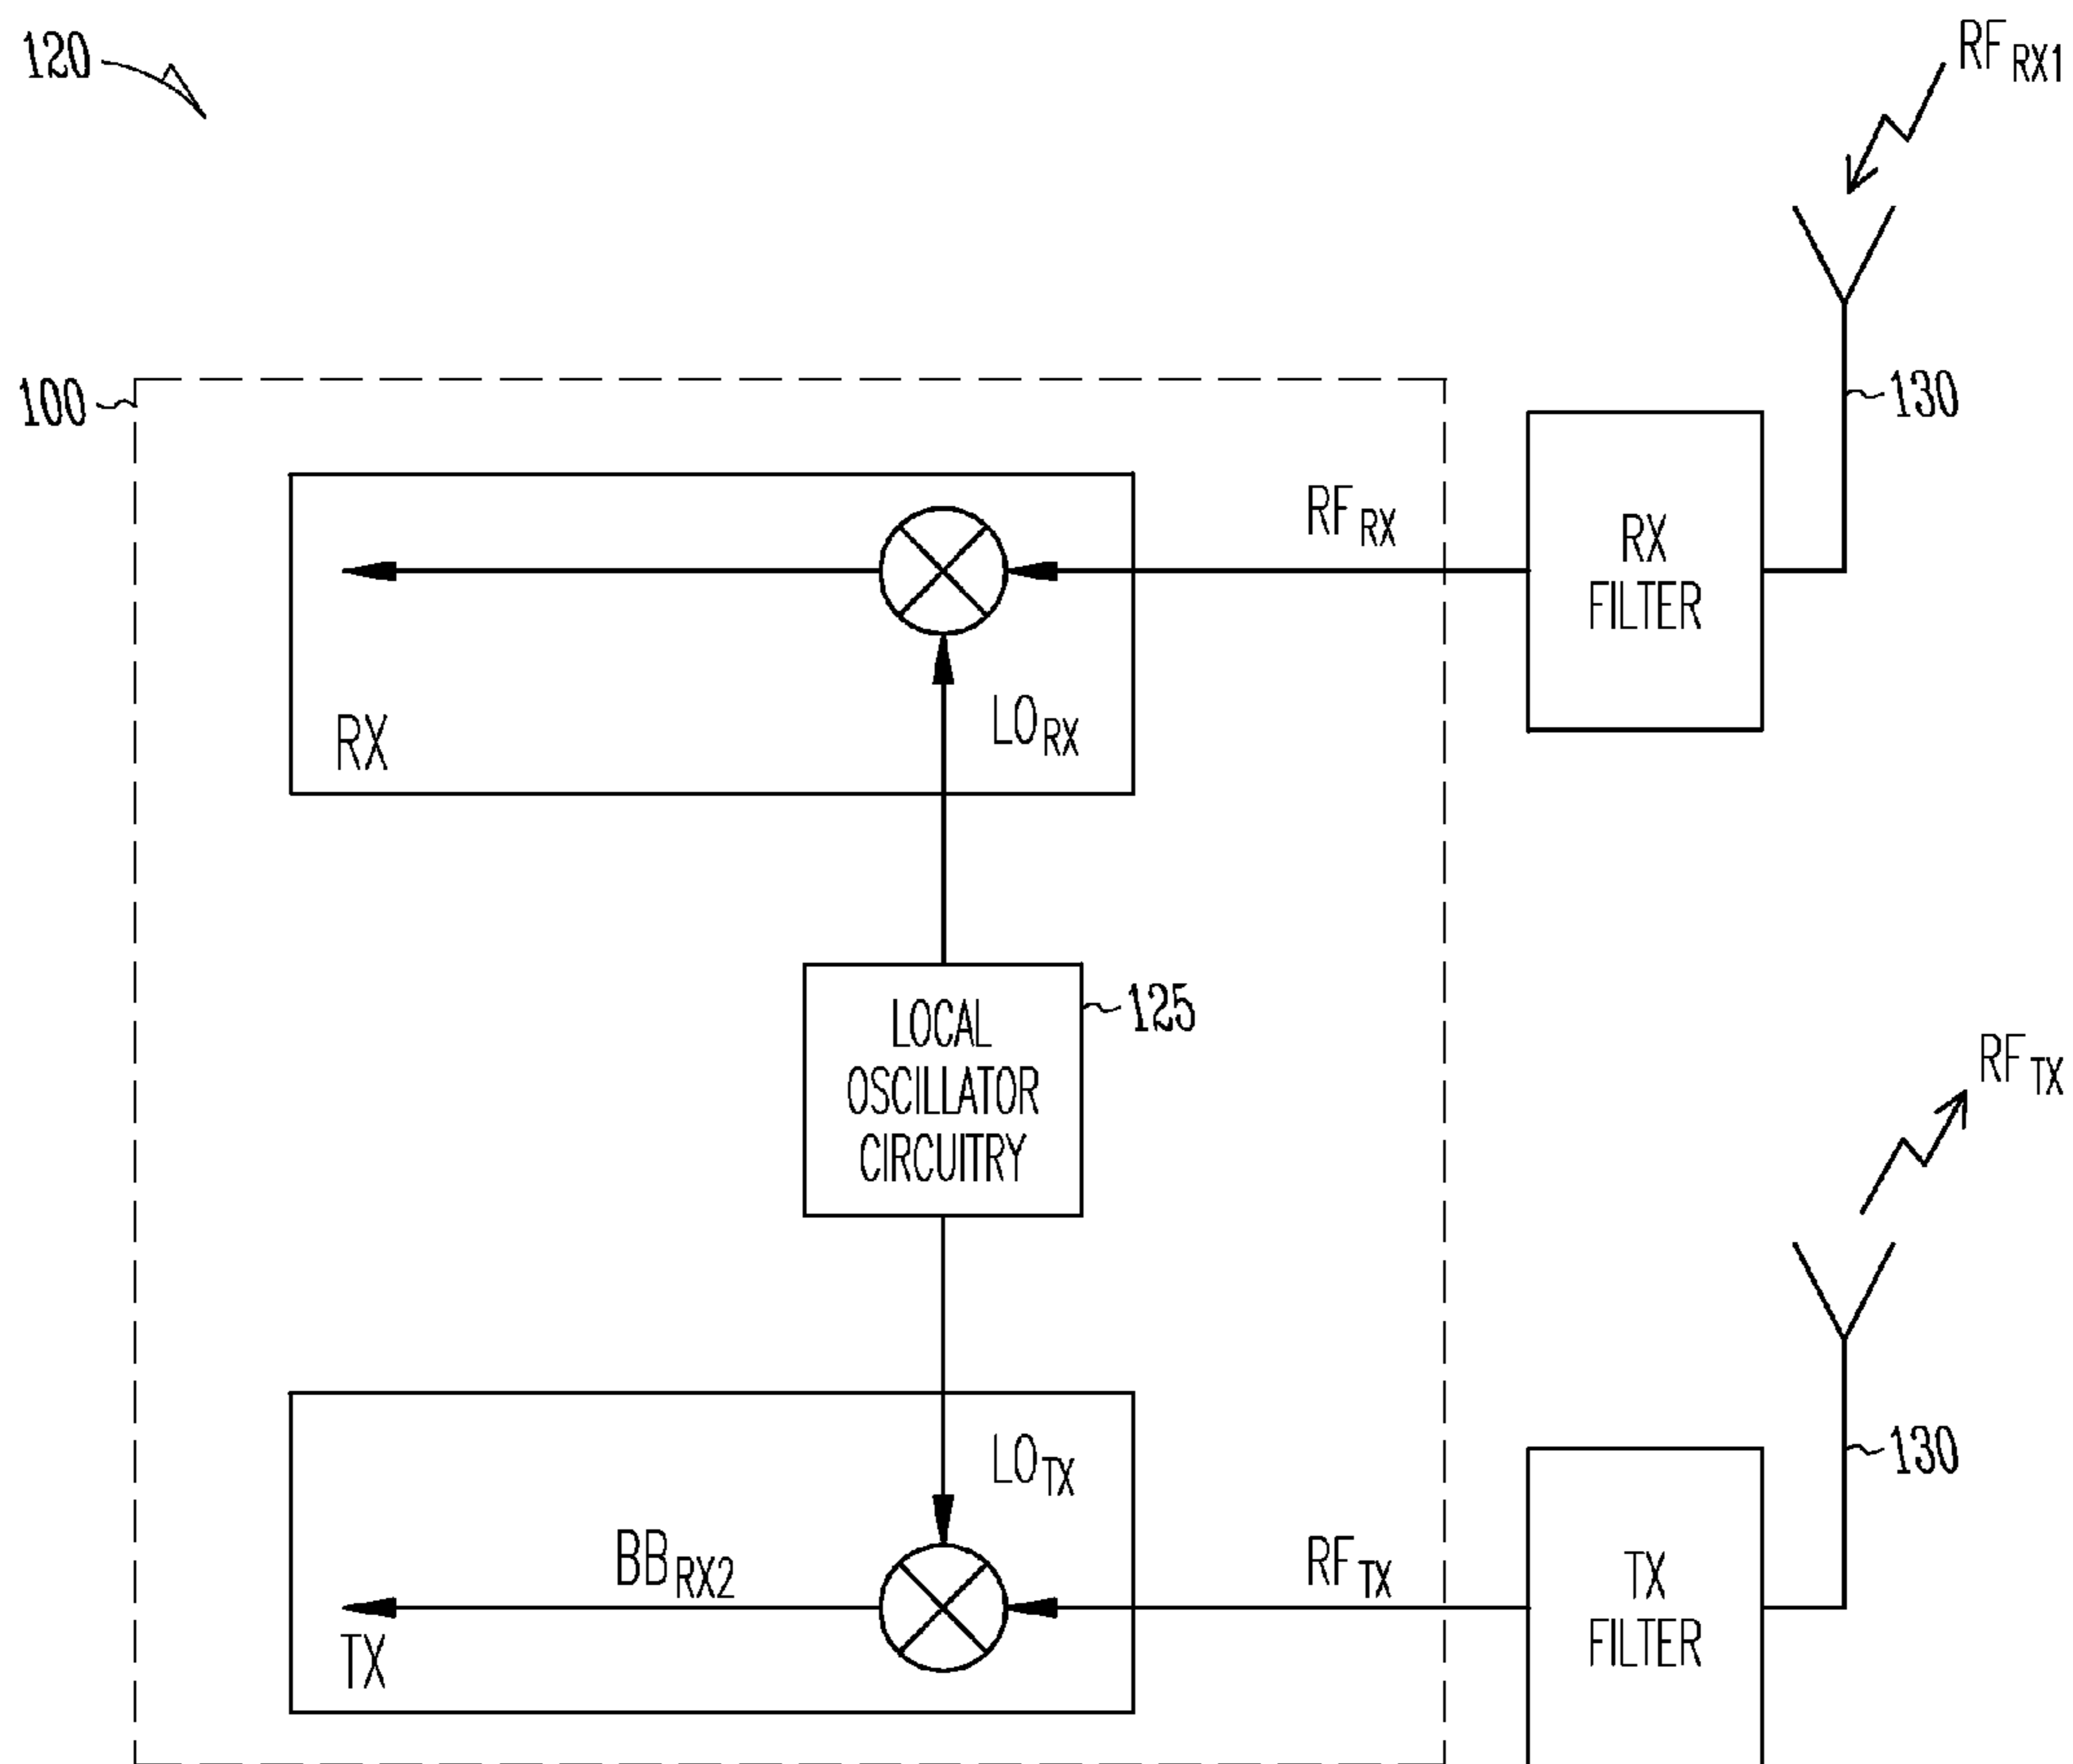 120
RF RX1
100
130
RF RX
RX
FILTER
LO RX
RX
LOCAL
OSCILLATOR
CIRCUITRY
125
RF TX
LO TX
130
BB RX2
RF TX
TX
FILTER
TX